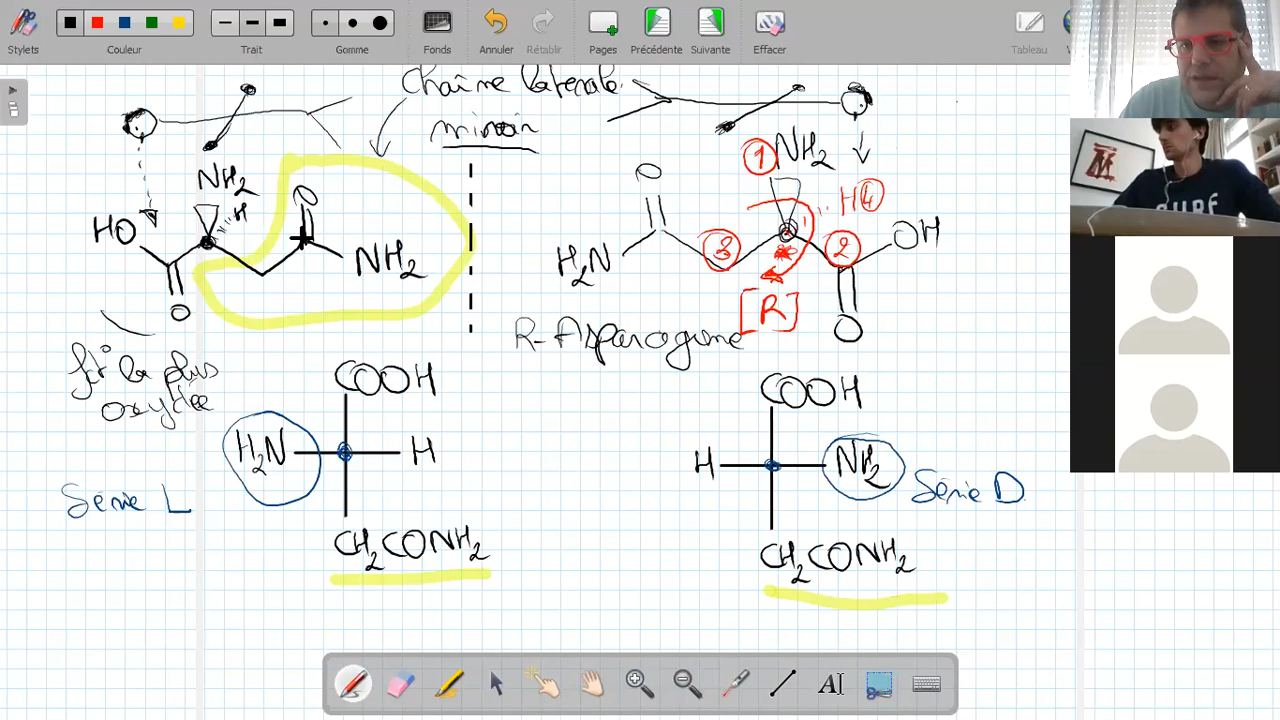 Stylets
Couleur
Trait
Gomme
Fonds
Annuler
Rétablir
Pages
Précédente
Suivante
Effacer
Tableau
chaîne latérale
miroir
NH2
H
HO
O
O
NH2
1 NH2
H 4
O
3
2
OH
H2N
[R]
O
R-Asparagine
fct° la plus
oxydée
COOH
H2N
H
CH2CONH2
Série L
COOH
H
NH2
CH2CONH2
Série D
AI